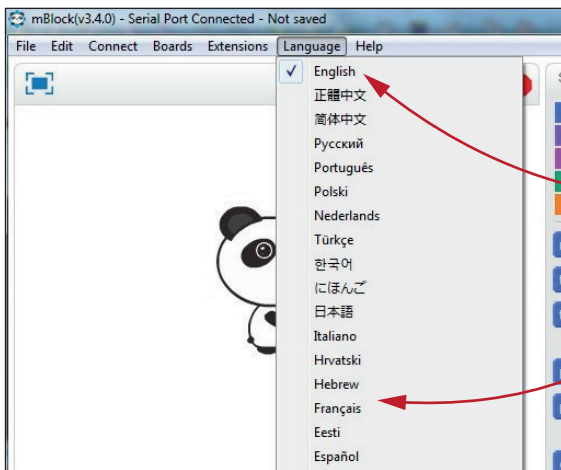 mBlock(v3.4.0) - Serial Port Connected - Not saved
File Edit Connect Boards Extensions Language Help
English
正體中文
简体中文
Русский
Português
Polski
Nederlands
Türkçe
한국어
にほんご
日本語
Italiano
Hrvatski
Hebrew
Français
Eesti
Español